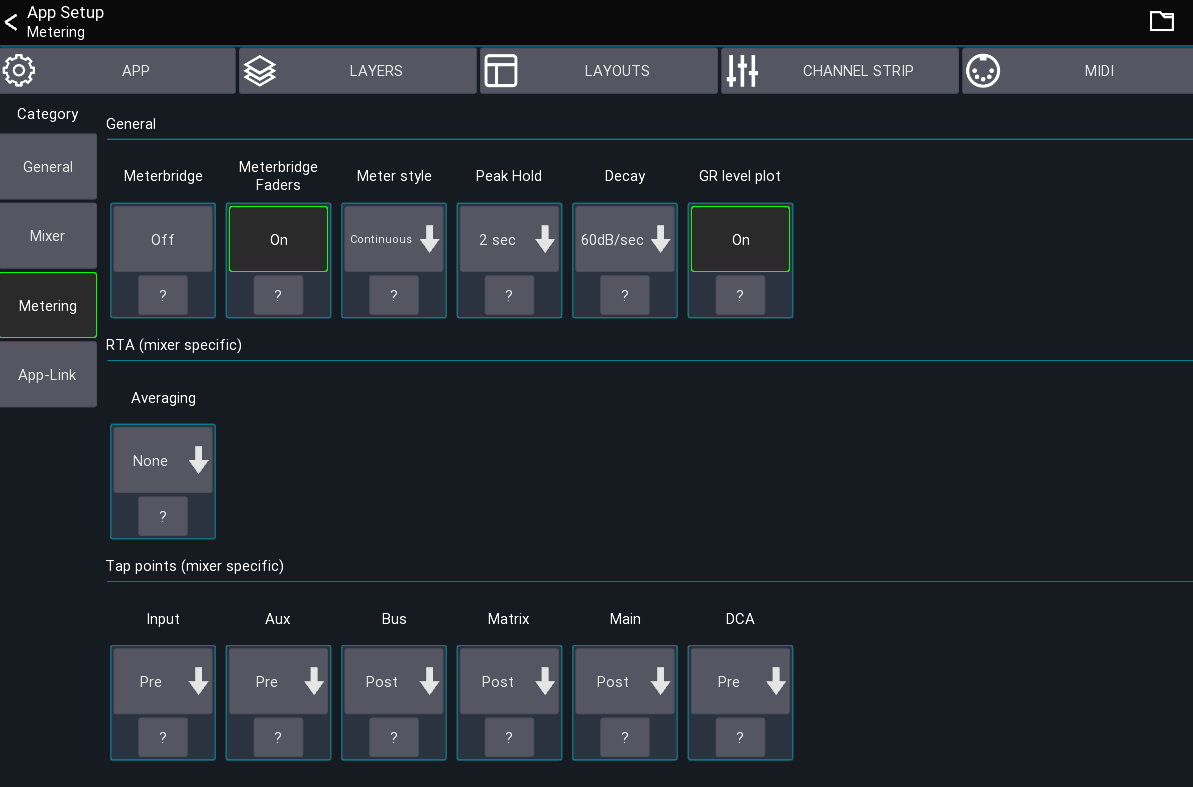 App Setup
Metering
APP
LAYERS
LAYOUTS
CHANNEL STRIP
MIDI
Category
General
Mixer
Metering
App-Link
General
Meterbridge
Meterbridge
Faders
Meter style
Peak Hold
Decay
GR level plot
Off
On
Continuous
2 sec
60dB/sec
On
?
?
?
?
?
?
RTA (mixer specific)
Averaging
None
?
Tap points (mixer specific)
Input
Aux
Bus
Matrix
Main
DCA
Pre
Pre
Post
Post
Post
Pre
?
?
?
?
?
?